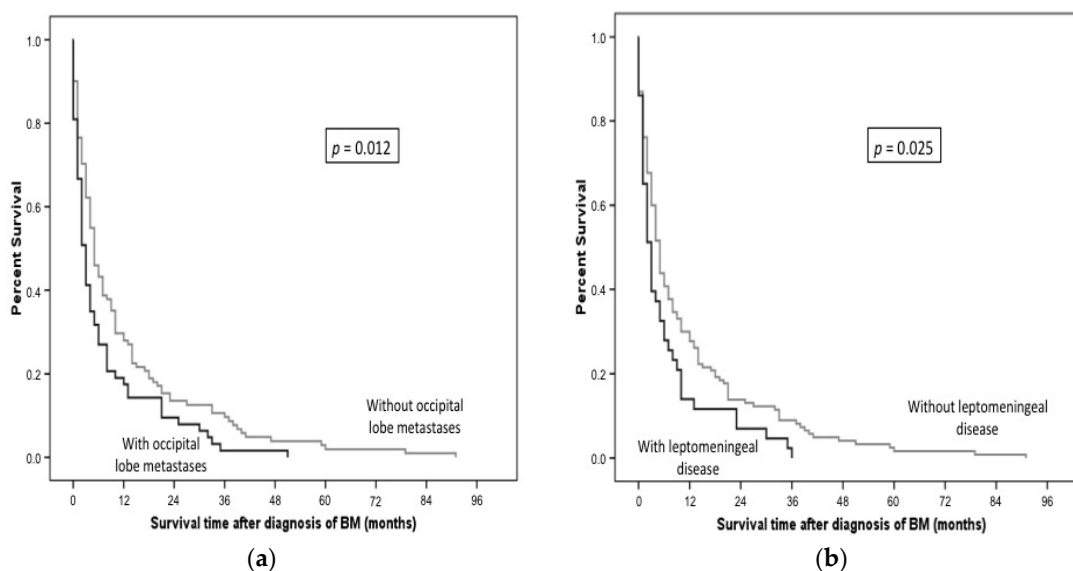 1.0
0.8
0.6
0.4
0.2
0.0
Percent Survival
p = 0.012
Without occipital
lobe metastases
With occipital
lobe metastases
0 12 24 36 48 60 72 84 96
Survival time after diagnosis of BM (months)
(a)
1.0
0.8
0.6
0.4
0.2
0.0
Percent Survival
p = 0.025
Without leptomeningeal
disease
With leptomeningeal
disease
0 12 24 36 48 60 72 84 96
Survival time after diagnosis of BM (months)
(b)